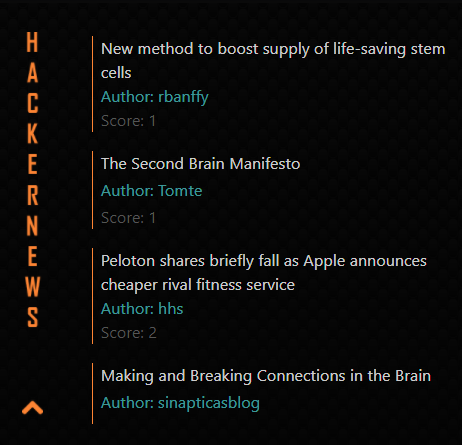 HACKERNEWS
New method to boost supply of life-saving stem
cells
Author: rbanffy
Score: 1
The Second Brain Manifesto
Author: Tomte
Score: 1
Peloton shares briefly fall as Apple announces
cheaper rival fitness service
Author: hhs
Score: 2
Making and Breaking Connections in the Brain
Author: sinapticasblog